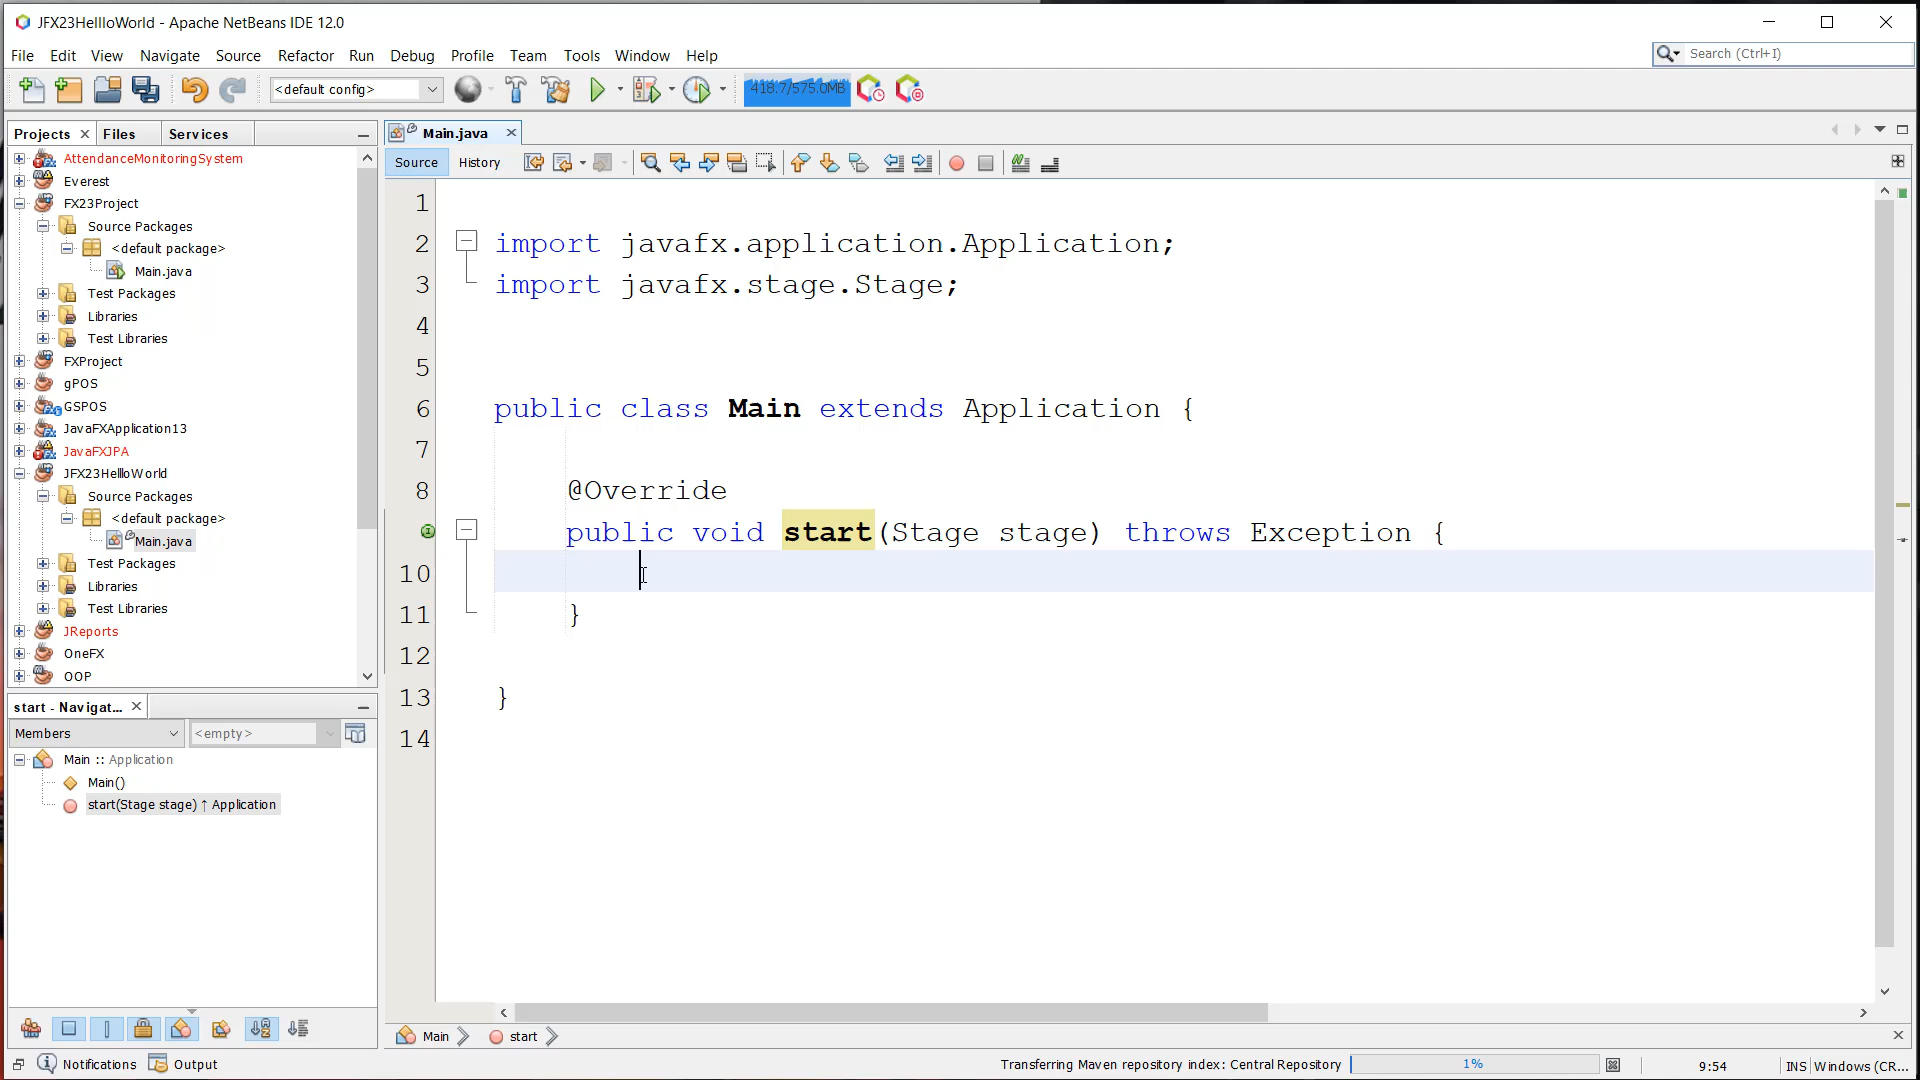 JFX23HellloWorld - Apache NetBeans IDE 12.0
File Edit View Navigate Source Refactor Run Debug Profile Team Tools Window Help
Search (Ctrl+I)
<default config>
418.7/575.0MB
Projects Files Services
Main.java
Source History
AttendanceMonitoringSystem
Everest
FX23Project
Source Packages
<default package>
Main.java
Test Packages
Libraries
Test Libraries
FXProject
gPOS
GSPOS
JavaFXApplication13
JavaFXJPA
JFX23HellloWorld
Source Packages
<default package>
Main.java
Test Packages
Libraries
Test Libraries
JReports
OneFX
OOP
1
2 import javafx.application.Application;
3 import javafx.stage.Stage;
4
5
6 public class Main extends Application {
7
8 @Override
public void start(Stage stage) throws Exception {
10
11 }
12
13 }
14
start - Navigat...
Members <empty>
Main :: Application
Main()
start(Stage stage) ↑ Application
Main start
Notifications Output
Transferring Maven repository index: Central Repository 1% 9:54 INS Windows (CR...